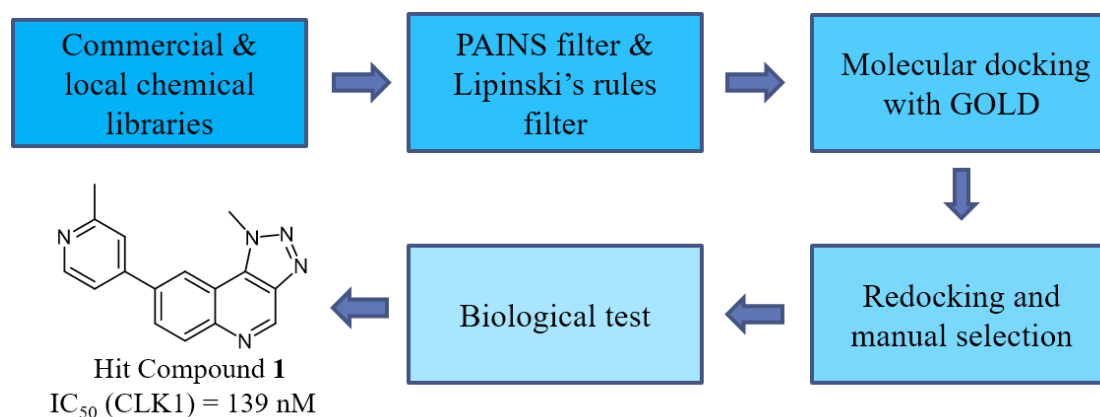 Commercial &
local chemical
libraries
PAINS filter &
Lipinski's rules
filter
Molecular docking
with GOLD
Redocking and
manual selection
Biological test
N
N
N
N
N
Hit Compound 1
IC50 (CLK1) = 139 nM